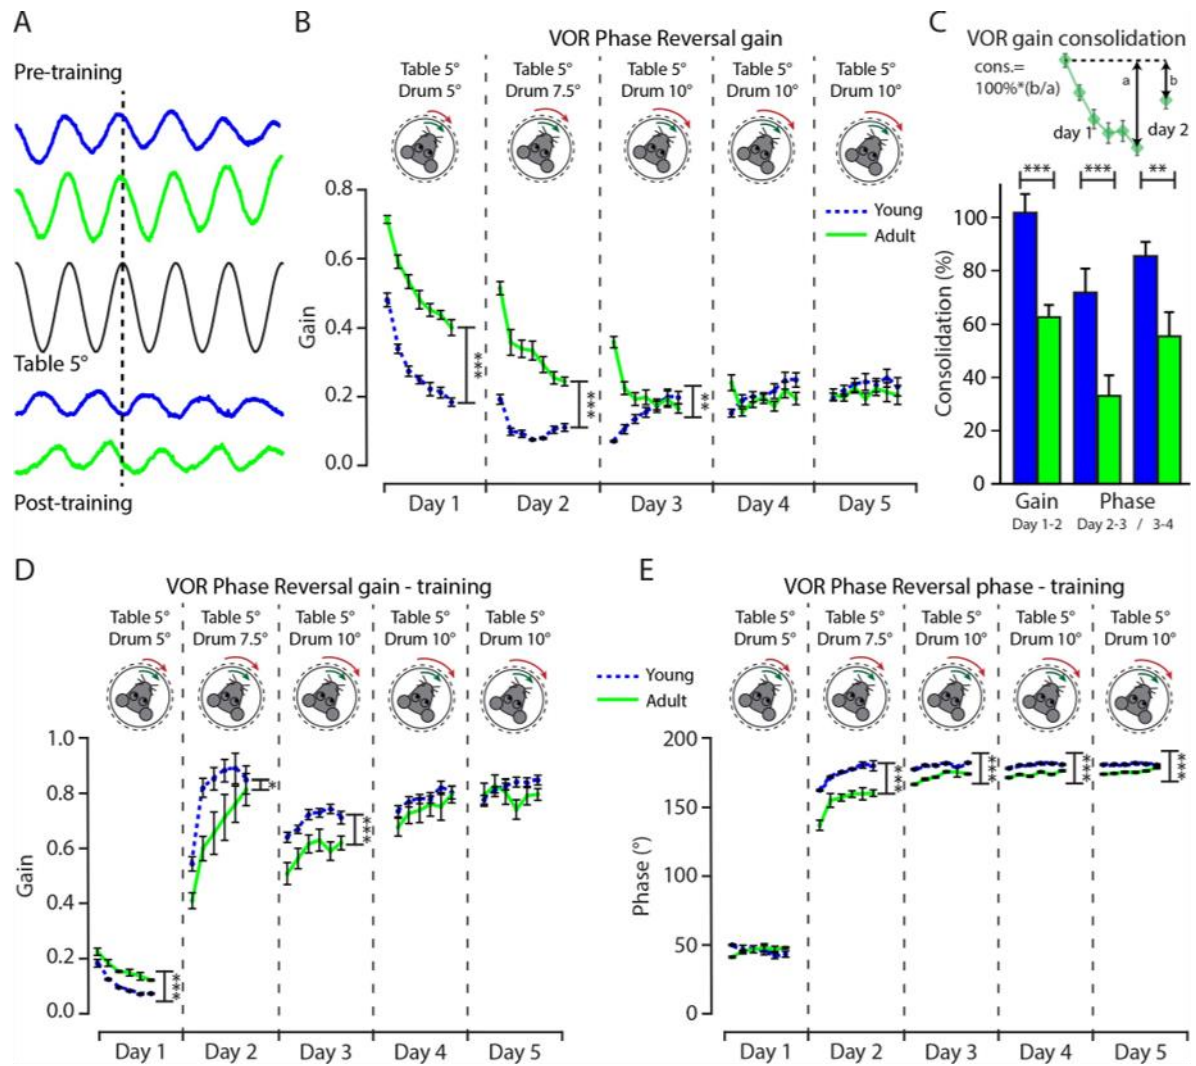 A
Pre-training
Table 5°
Post-training
B
VOR Phase Reversal gain
Table 5° Table 5° Table 5° Table 5° Table 5°
Drum 5° Drum 7.5° Drum 10° Drum 10° Drum 10°
Young
Adult
Gain
0.8
0.6
0.4
0.2
0.0
***
***
**
Day 1 Day 2 Day 3 Day 4 Day 5
C
VOR gain consolidation
cons.=
100%*(b/a)
a
b
day 1
day 2
*** *** **
Consolidation (%)
100
80
60
40
20
0
Gain Phase
Day 1-2 Day 2-3 / 3-4
D
VOR Phase Reversal gain - training
Table 5° Table 5° Table 5° Table 5° Table 5°
Drum 5° Drum 7.5° Drum 10° Drum 10° Drum 10°
Young
Adult
Gain
1.0
0.8
0.6
0.4
0.2
0.0
***
*
***
Day 1 Day 2 Day 3 Day 4 Day 5
E
VOR Phase Reversal phase - training
Table 5° Table 5° Table 5° Table 5° Table 5°
Drum 5° Drum 7.5° Drum 10° Drum 10° Drum 10°
Phase (°)
200
150
100
50
0
***
***
***
***
Day 1 Day 2 Day 3 Day 4 Day 5